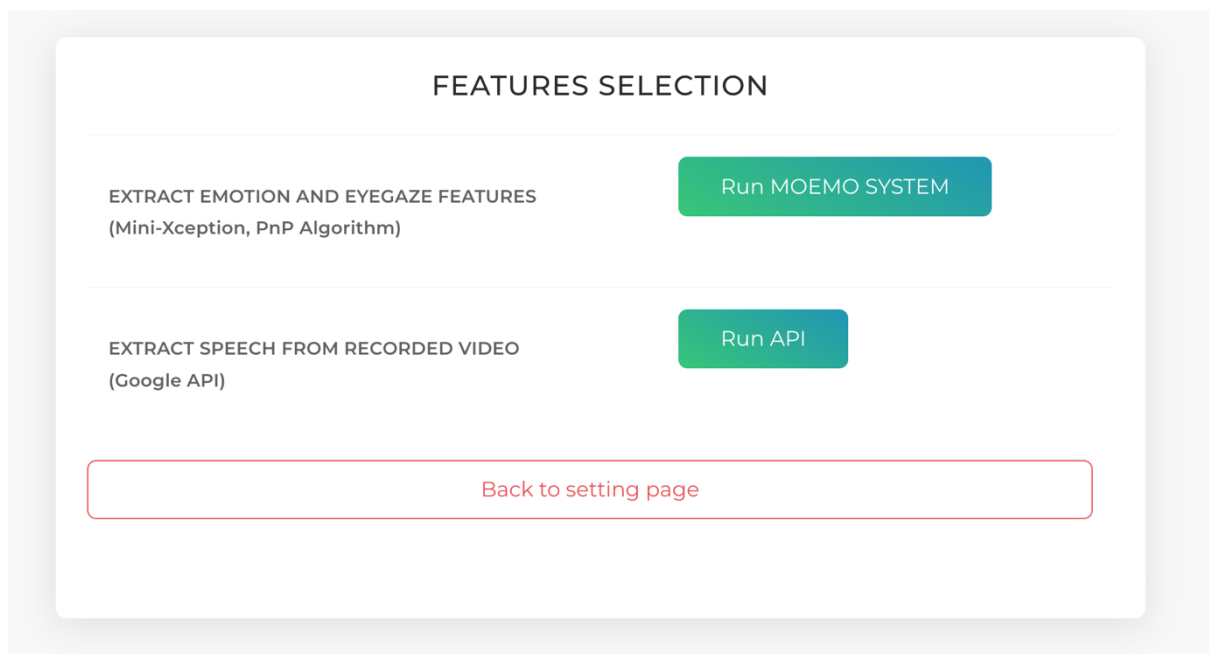 FEATURES SELECTION
EXTRACT EMOTION AND EYEGAZE FEATURES
(Mini-Xception, PnP Algorithm)
Run MOEMO SYSTEM
EXTRACT SPEECH FROM RECORDED VIDEO
(Google API)
Run API
Back to setting page